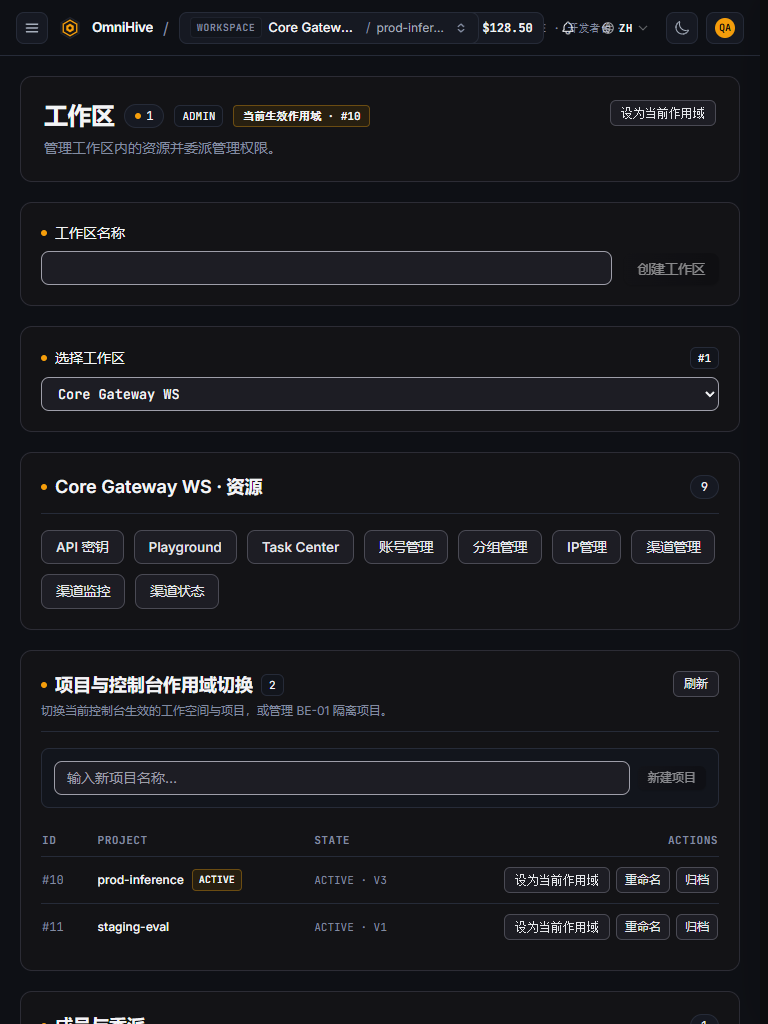 OmniHive / WORKSPACE Core Gatew... / prod-infer... $128.50 · 开发者 ZH QA
工作区 1 ADMIN 当前生效作用域 · #10 设为当前作用域
管理工作区内的资源并委派管理权限。
工作区名称
创建工作区
选择工作区 #1
Core Gateway WS
Core Gateway WS · 资源 9
API 密钥 Playground Task Center 账号管理 分组管理 IP管理 渠道管理
渠道监控 渠道状态
项目与控制台作用域切换 2 刷新
切换当前控制台生效的工作空间与项目，或管理 BE-01 隔离项目。
输入新项目名称... 新建项目
ID PROJECT STATE ACTIONS
#10 prod-inference ACTIVE ACTIVE · V3 设为当前作用域 重命名 归档
#11 staging-eval ACTIVE · V1 设为当前作用域 重命名 归档
成员与委派 1